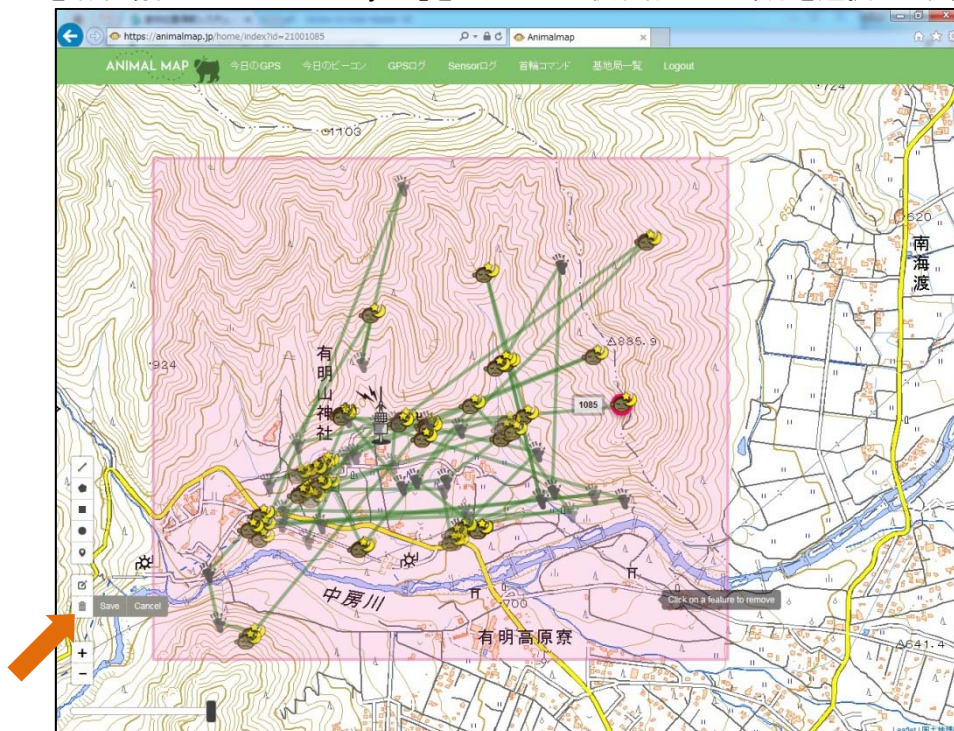 https://animalmap.jp/home/index?id=21001085
Animalmap
ANIMAL MAP
今日のGPS
今日のビーコン
GPSログ
Sensorログ
首輪コマンド
基地局一覧
Logout
724
1103
620
南海渡
885.9
924
有明山神社
1085
Save
Cancel
Click on a feature to remove
中房川
700
有明高原寮
641.4
+
−